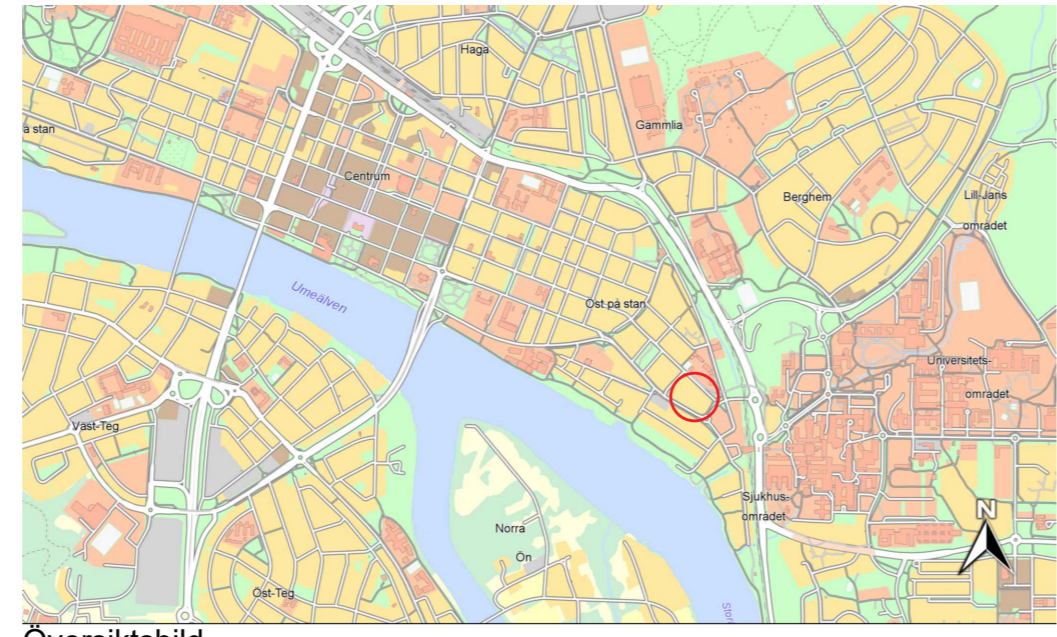 Haga
Gammlia
å stan
Centrum
Berghem
Lill-Jans
området
Umeälven
Öst på stan
Universitets-
området
Väst-Teg
Sjukhus-
området
N
Norra
Ön
Öst-Teg
Stor
Översiktsbild